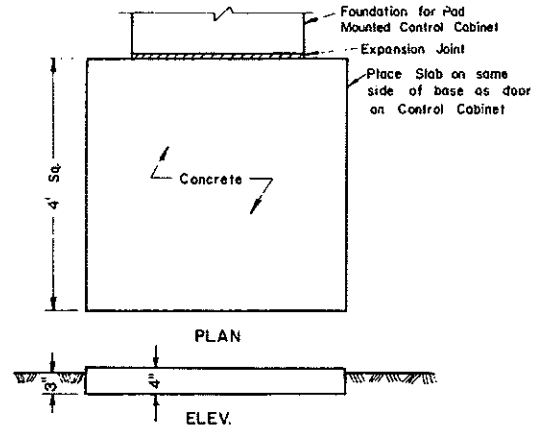 Foundation for Pad
Mounted Control Cabinet
Expansion Joint
Place Slab on same
side of base as door
on Control Cabinet
4' Sq.
Concrete
PLAN
3"
4"
ELEV.